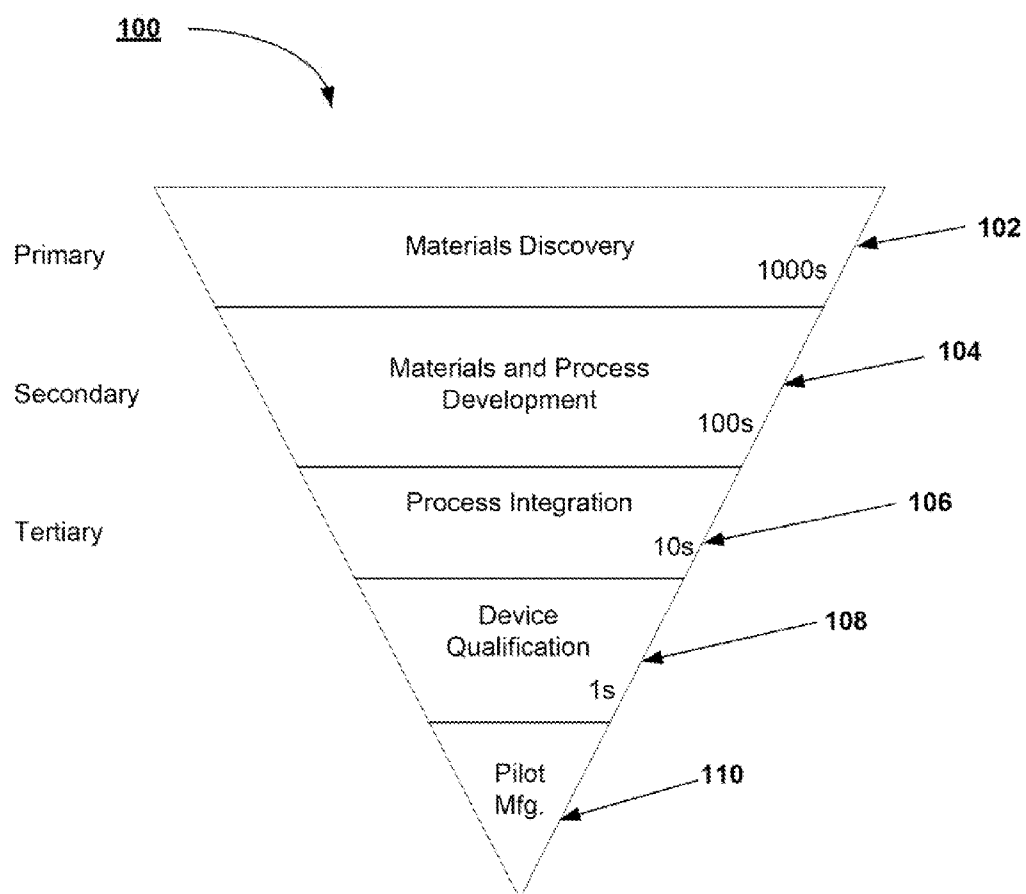 100
102
Primary
Materials Discovery
1000s
104
Secondary
Materials and Process
Development
100s
106
Tertiary
Process Integration
10s
108
Device
Qualification
1s
110
Pilot
Mfg.